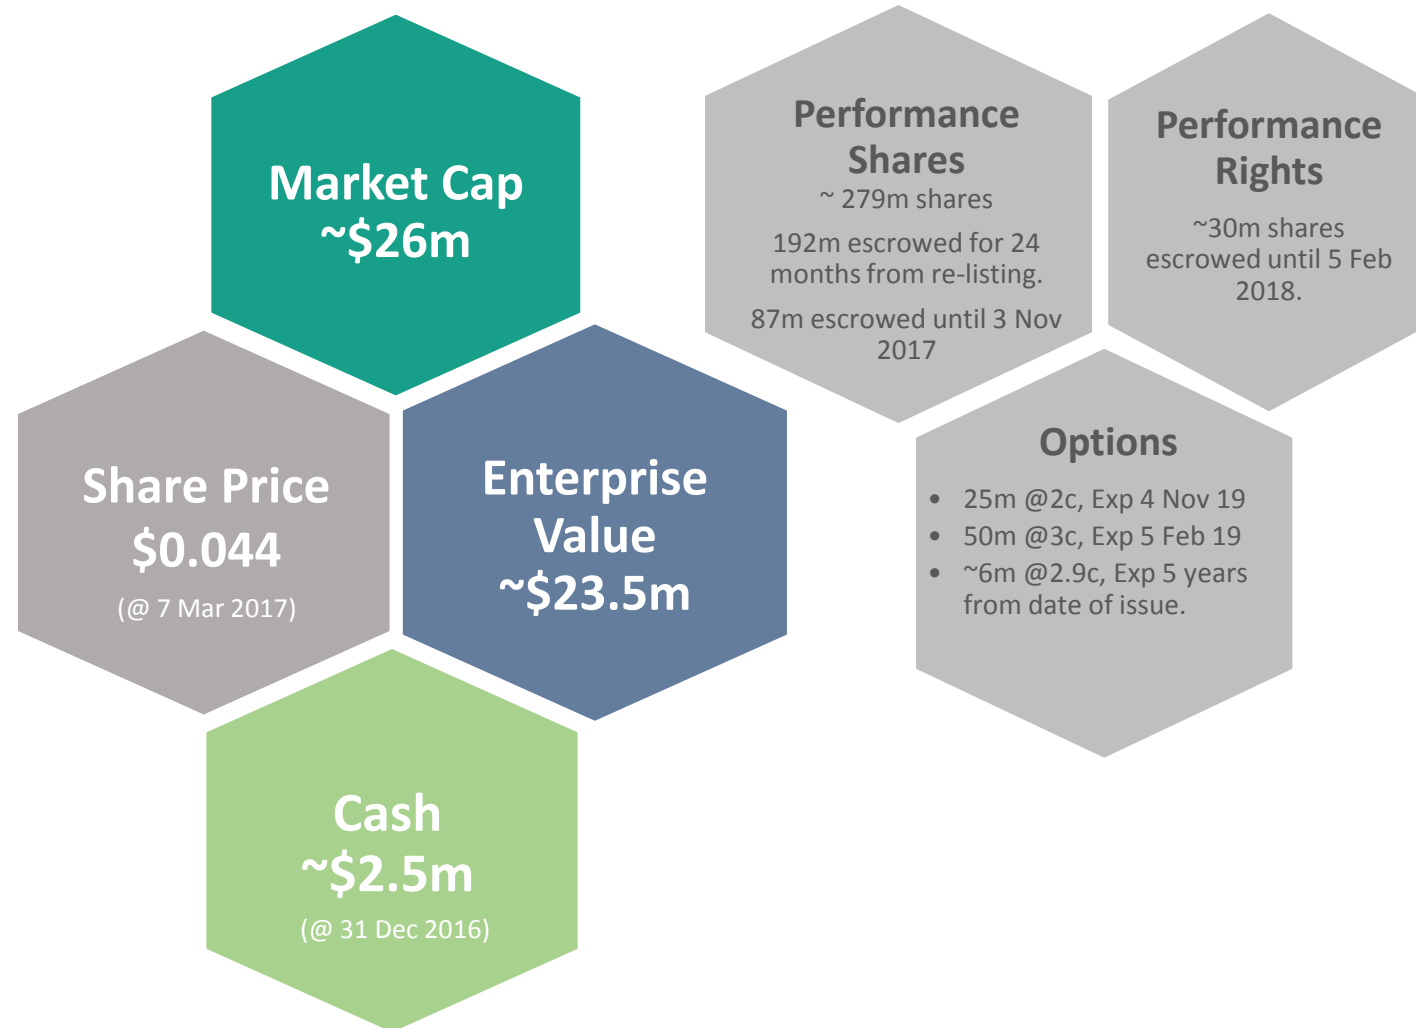 Market Cap
~$26m
Share Price
$0.044
(@ 7 Mar 2017)
Enterprise
Value
~$23.5m
Cash
~$2.5m
(@ 31 Dec 2016)
Performance
Shares
~ 279m shares
192m escrowed for 24
months from re-listing.
87m escrowed until 3 Nov
2017
Performance
Rights
~30m shares
escrowed until 5 Feb
2018.
Options
• 25m @2c, Exp 4 Nov 19
• 50m @3c, Exp 5 Feb 19
• ~6m @2.9c, Exp 5 years
from date of issue.